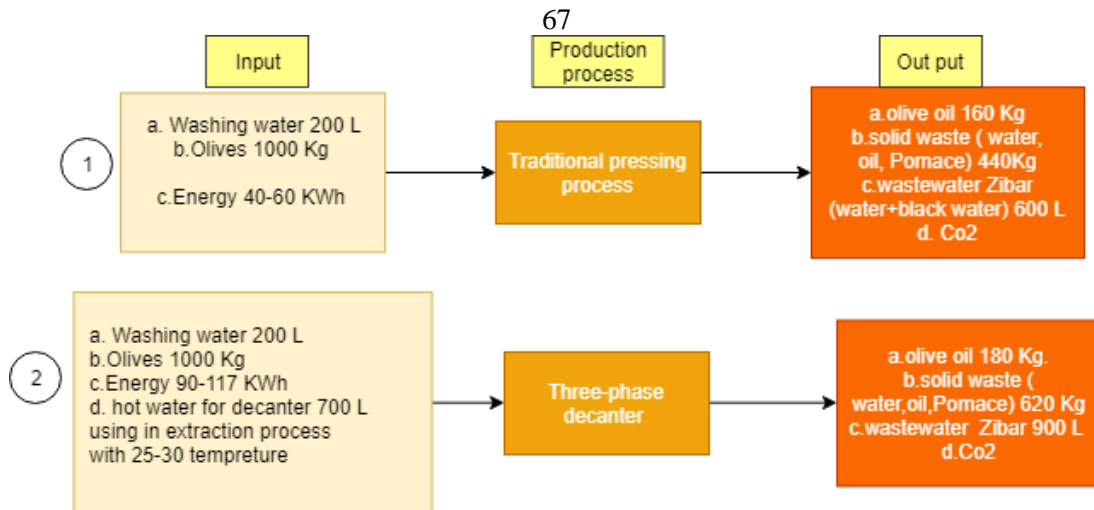 67
Input
Production
process
Out put
1
a. Washing water 200 L
b.Olives 1000 Kg
c.Energy 40-60 KWh
Traditional pressing
process
a.olive oil 160 Kg
b.solid waste ( water,
oil, Pomace) 440Kg
c.wastewater Zibar
(water+black water) 600 L
d. Co2
2
a. Washing water 200 L
b.Olives 1000 Kg
c.Energy 90-117 KWh
d. hot water for decanter 700 L
using in extraction process
with 25-30 tempreture
Three-phase
decanter
a.olive oil 180 Kg.
b.solid waste (
water,oil,Pomace) 620 Kg
c.wastewater Zibar 900 L
d.Co2